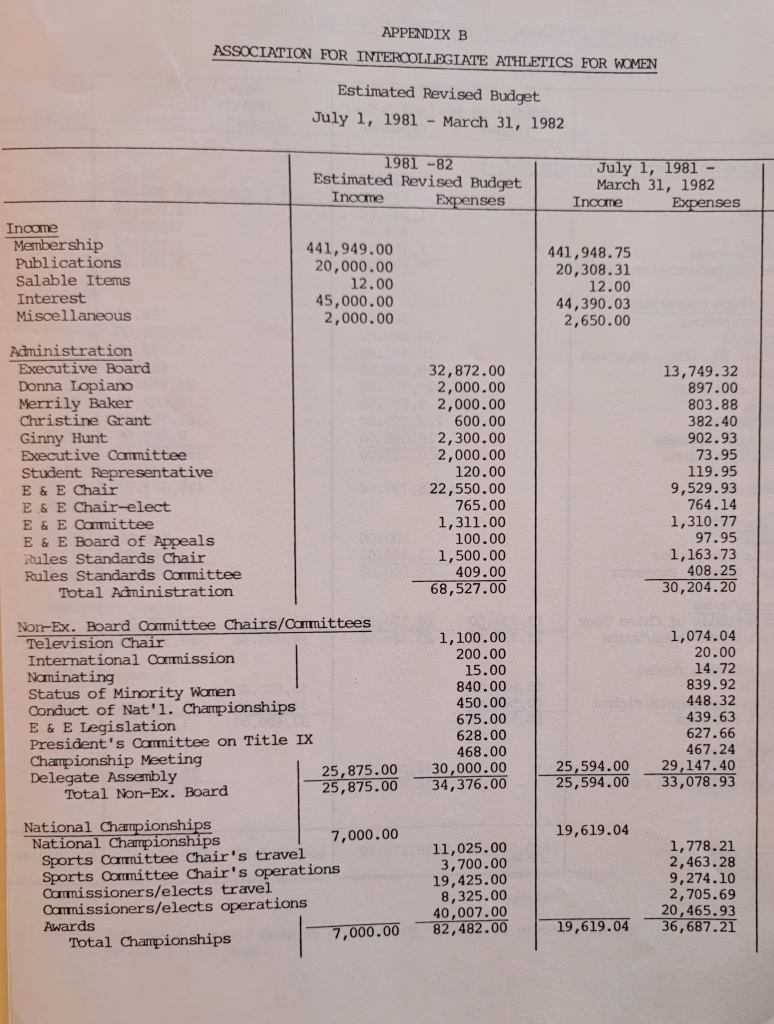 APPENDIX B
ASSOCIATION FOR INTERCOLLEGIATE ATHLETICS FOR WOMEN
Estimated Revised Budget
July 1, 1981 - March 31, 1982
1981 -82 July 1, 1981 -
Estimated Revised Budget March 31, 1982
Income Expenses Income Expenses
Income
Membership 441,949.00 441,948.75
Publications 20,000.00 20,308.31
Salable Items 12.00 12.00
Interest 45,000.00 44,390.03
Miscellaneous 2,000.00 2,650.00
Administration
Executive Board 32,872.00 13,749.32
Donna Lopiano 2,000.00 897.00
Merrily Baker 2,000.00 803.88
Christine Grant 600.00 382.40
Ginny Hunt 2,300.00 902.93
Executive Committee 2,000.00 73.95
Student Representative 120.00 119.95
E & E Chair 22,550.00 9,529.93
E & E Chair-elect 765.00 764.14
E & E Committee 1,311.00 1,310.77
E & E Board of Appeals 100.00 97.95
Rules Standards Chair 1,500.00 1,163.73
Rules Standards Committee 409.00 408.25
Total Administration 68,527.00 30,204.20
Non-Ex. Board Committee Chairs/Committees
Television Chair 1,100.00 1,074.04
International Commission 200.00 20.00
Nominating 15.00 14.72
Status of Minority Women 840.00 839.92
Conduct of Nat'l. Championships 450.00 448.32
E & E Legislation 675.00 439.63
President's Committee on Title IX 628.00 627.66
Championship Meeting 468.00 467.24
Delegate Assembly 25,875.00 30,000.00 25,594.00 29,147.40
Total Non-Ex. Board 25,875.00 34,376.00 25,594.00 33,078.93
National Championships
National Championships 7,000.00 19,619.04
Sports Committee Chair's travel 11,025.00 1,778.21
Sports Committee Chair's operations 3,700.00 2,463.28
Commissioners/elects travel 19,425.00 9,274.10
Commissioners/elects operations 8,325.00 2,705.69
Awards 40,007.00 20,465.93
Total Championships 7,000.00 82,482.00 19,619.04 36,687.21